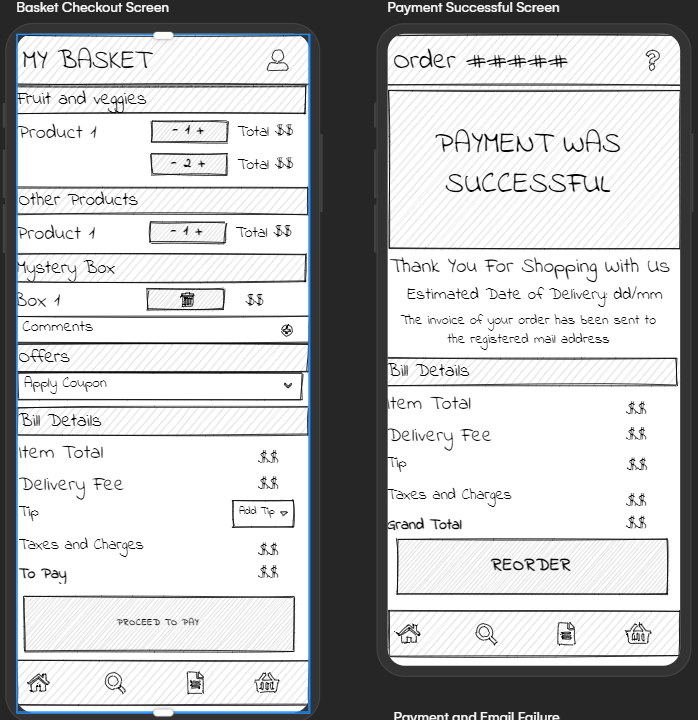 Basket Checkout Screen
MY BASKET
Fruit and veggies
Product 1 - 1 + Total $$
- 2 + Total $$
Other Products
Product 1 - 1 + Total $$
Mystery Box
Box 1 $$
Comments
Offers
Apply Coupon
Bill Details
Item Total $$
Delivery Fee $$
Tip Add Tip
Taxes and Charges $$
To Pay $$
PROCEED TO PAY
Payment Successful Screen
Order #####
?
PAYMENT WAS
SUCCESSFUL
Thank You For Shopping With Us
Estimated Date of Delivery: dd/mm
The invoice of your order has been sent to
the registered mail address
Bill Details
Item Total $$
Delivery Fee $$
Tip $$
Taxes and Charges $$
Grand Total $$
REORDER
Payment and Email Failure